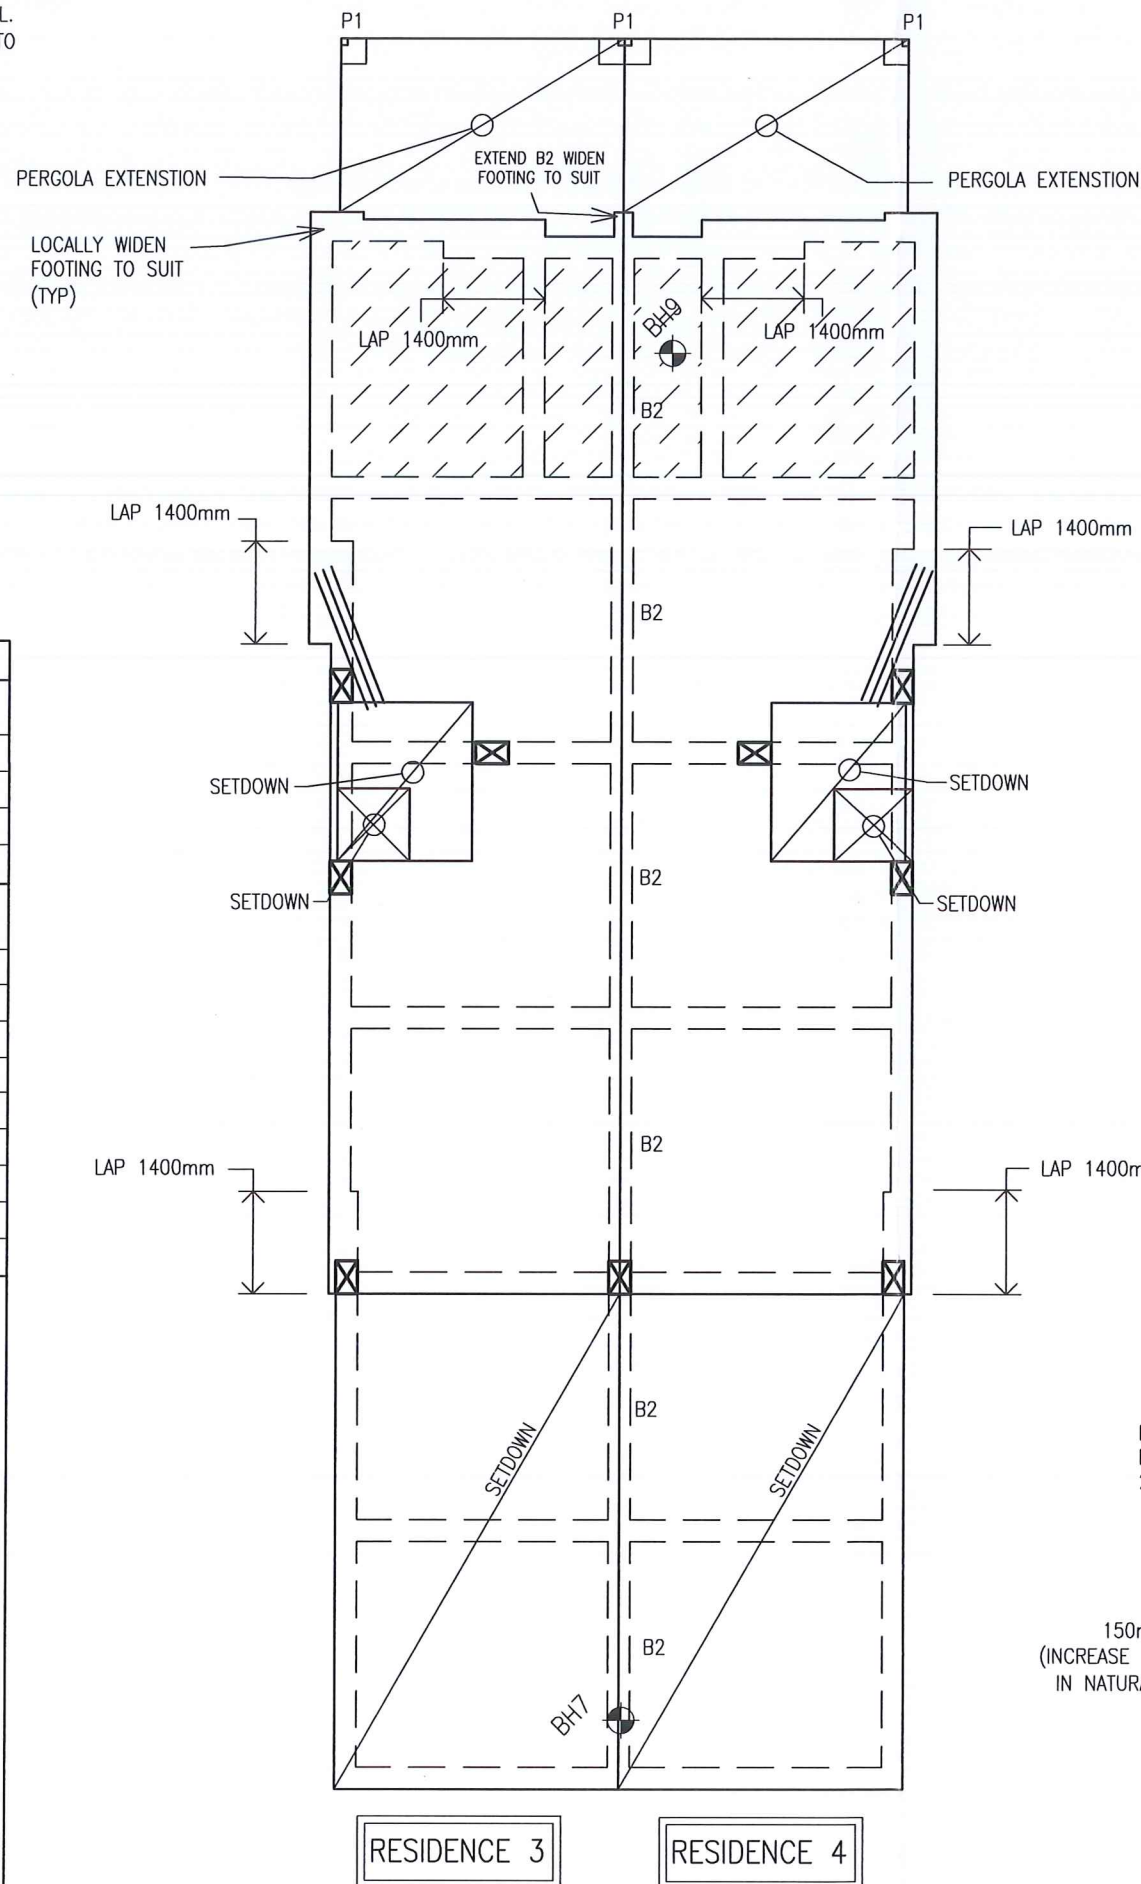 L.
TO
P1
P1
P1
PERGOLA EXTENSTION
EXTEND B2 WIDEN
FOOTING TO SUIT
PERGOLA EXTENSTION
LOCALLY WIDEN
FOOTING TO SUIT
(TYP)
LAP 1400mm
BH9
LAP 1400mm
B2
LAP 1400mm
LAP 1400mm
B2
SETDOWN
SETDOWN
B2
SETDOWN
SETDOWN
B2
LAP 1400mm
LAP 1400m
B2
SETDOWN
SETDOWN
150m
(INCREASE
IN NATURA
B2
BH7
RESIDENCE 3
RESIDENCE 4